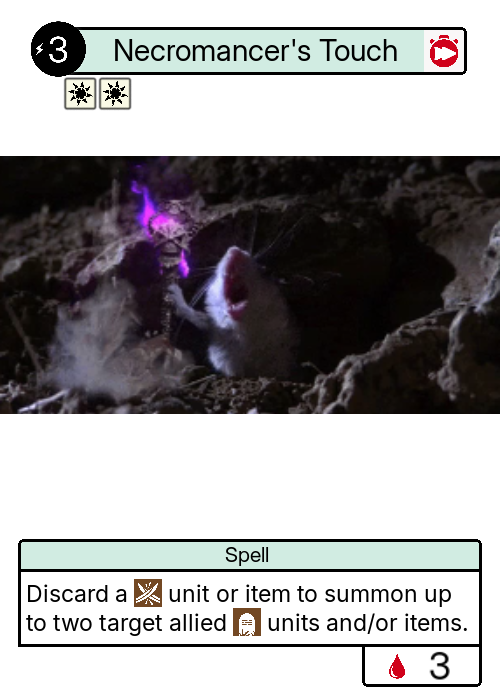 3
Necromancer's Touch
Spell
Discard a unit or item to summon up
to two target allied units and/or items.
3